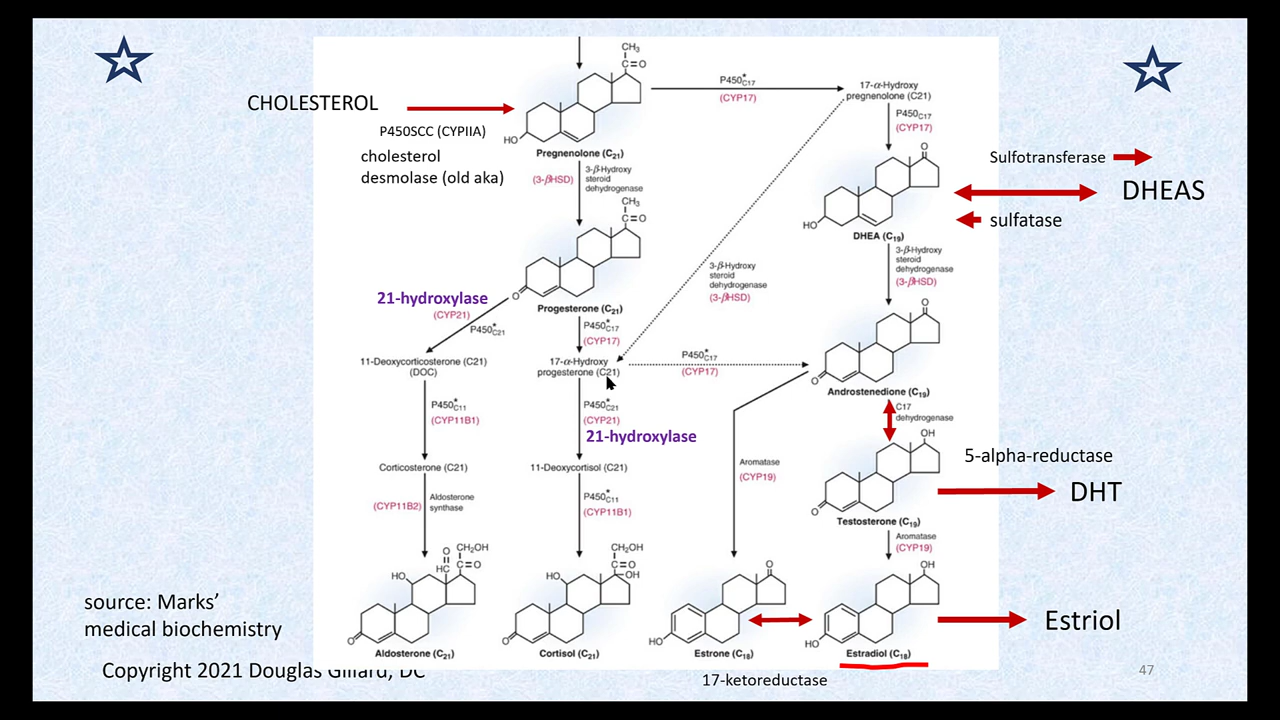 CH₃
C=O
P450*C17
(CYP17)
17-α-Hydroxy
pregnenolone (C21)
CHOLESTEROL
P450SCC (CYPIIA)
cholesterol
desmolase (old aka)
HO
Pregnenolone (C₂₁)
P450C17
(CYP17)
O
HO
DHEA (C₁₉)
Sulfotransferase
DHEAS
sulfatase
(3-βHSD)
3-β-Hydroxy
steroid
dehydrogenase
CH₃
C=O
O
Progesterone (C₂₁)
3-β-Hydroxy
steroid
dehydrogenase
(3-βHSD)
3-β-Hydroxy
steroid
dehydrogenase
(3-βHSD)
21-hydroxylase
(CYP21)
P450*C21
P450*C17
(CYP17)
11-Deoxycorticosterone (C21)
(DOC)
17-α-Hydroxy
progesterone (C21)
P450*C17
(CYP17)
O
O
Androstenedione (C₁₉)
P450*C11
(CYP11B1)
P450*C21
(CYP21)
21-hydroxylase
C17
dehydrogenase
OH
O
Testosterone (C₁₉)
5-alpha-reductase
DHT
Corticosterone (C21)
11-Deoxycortisol (C21)
Aromatase
(CYP19)
(CYP11B2)
Aldosterone
synthase
P450*C11
(CYP11B1)
Aromatase
(CYP19)
O
CH₂OH
HC
C=O
HO
O
Aldosterone (C₂₁)
CH₂OH
C=O
OH
HO
O
Cortisol (C₂₁)
O
HO
Estrone (C₁₈)
OH
HO
Estradiol (C₁₈)
Estriol
17-ketoreductase
source: Marks’
medical biochemistry
Copyright 2021 Douglas Gillard, DC
47